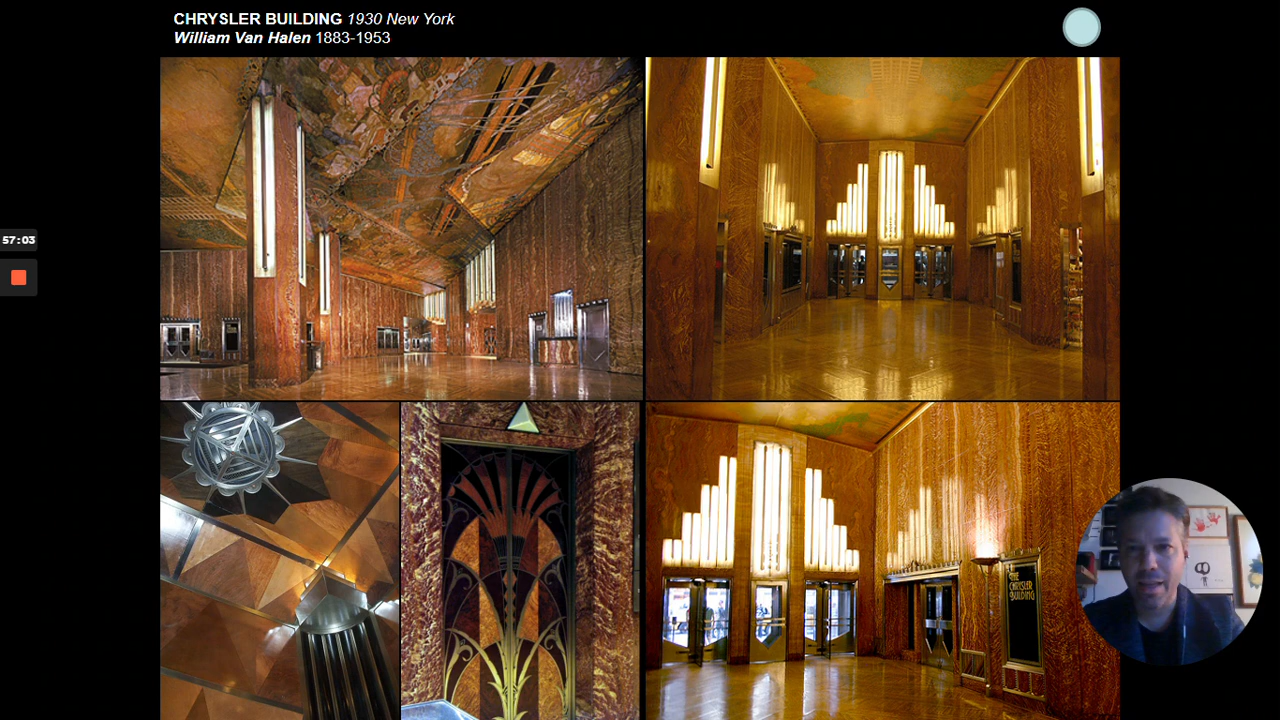 CHRYSLER BUILDING 1930 New York
William Van Halen 1883-1953
57:03
THE
CHRYSLER
BUILDING